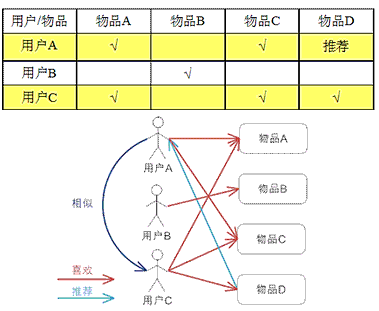 用户/物品 物品A 物品B 物品C 物品D
用户A √ √ 推荐
用户B √
用户C √ √ √
物品A
用户A
相似
物品B
用户B
物品C
喜欢
推荐
物品D
用户C